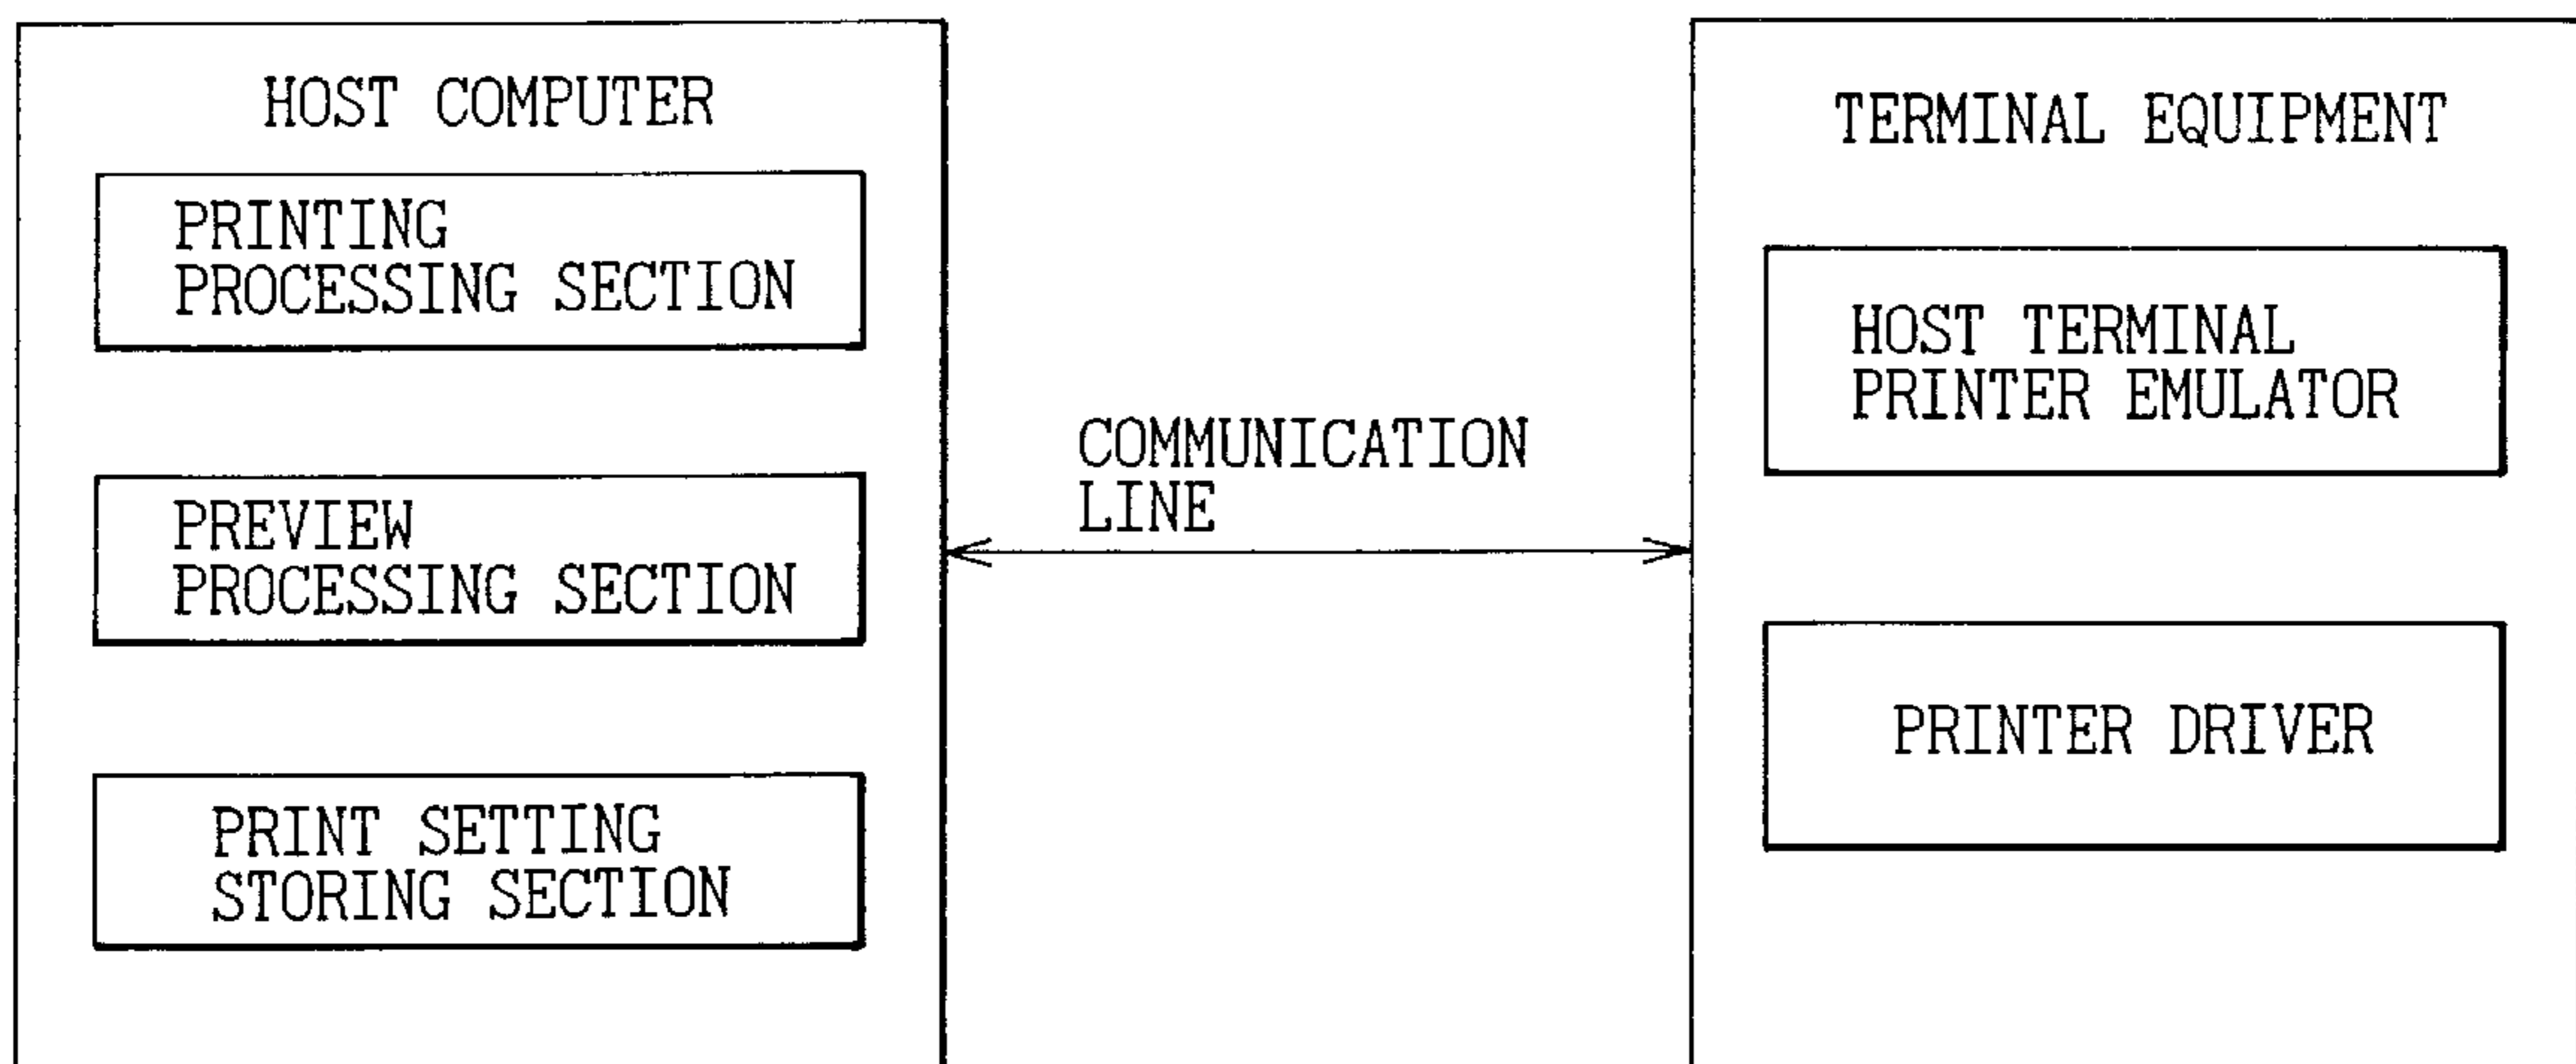 HOST COMPUTER
PRINTING
PROCESSING SECTION
PREVIEW
PROCESSING SECTION
PRINT SETTING
STORING SECTION
COMMUNICATION
LINE
TERMINAL EQUIPMENT
HOST TERMINAL
PRINTER EMULATOR
PRINTER DRIVER